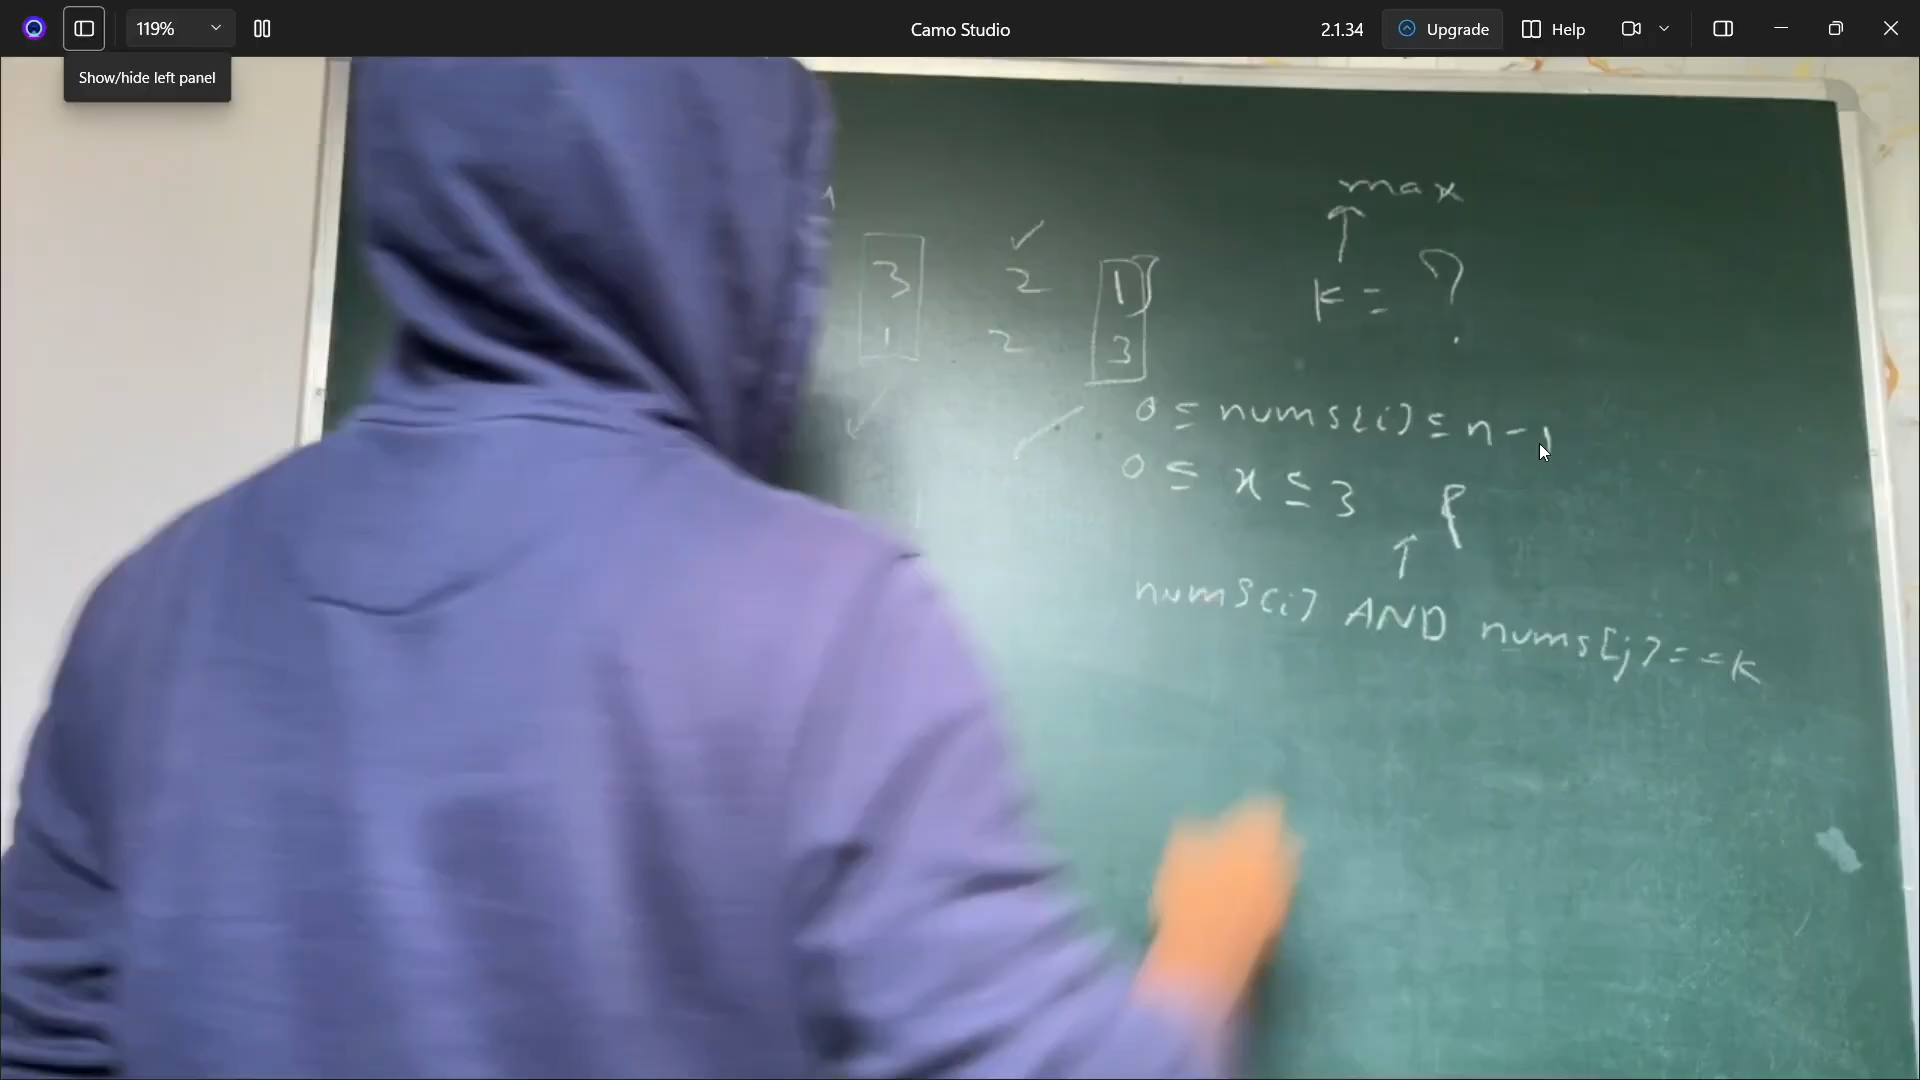 119%
Camo Studio
2.1.34
Upgrade
Help
Show/hide left panel
max
3 2 1
k = ?
1 2 3
0 ≤ nums[i] ≤ n - 1
0 ≤ x ≤ 3
nums[i] AND nums[j] == k